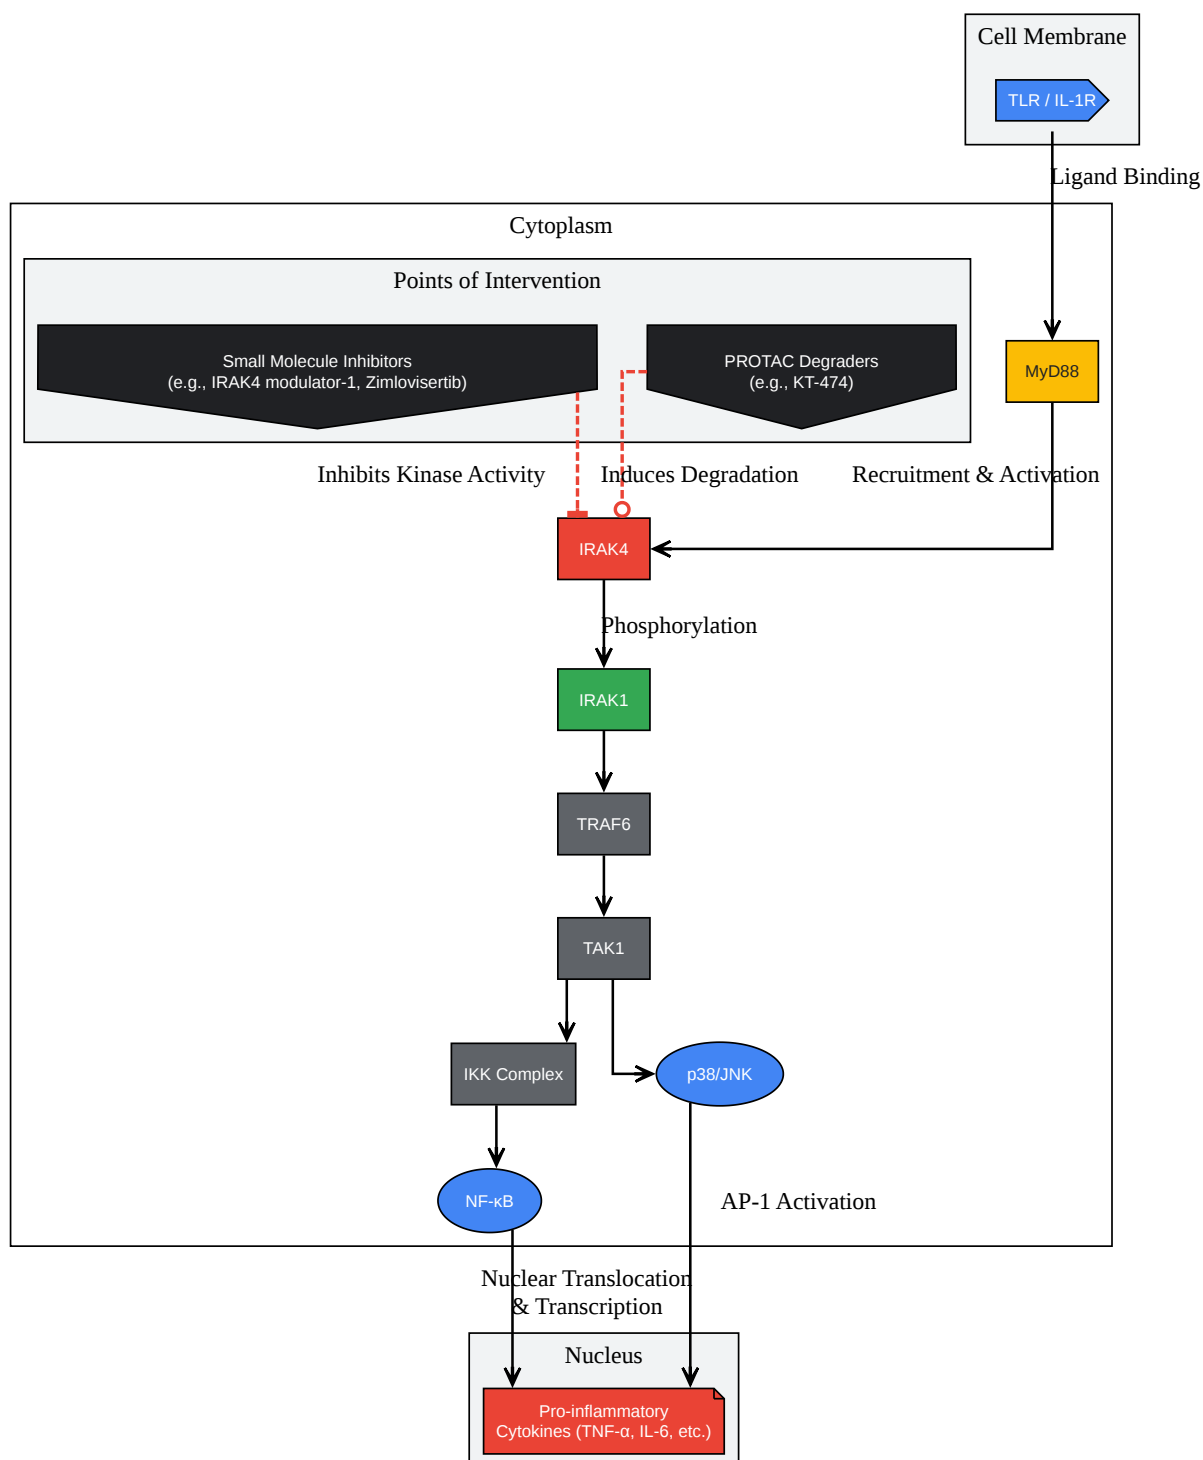 Cell Membrane
TLR / IL-1R
Ligand Binding
Cytoplasm
Points of Intervention
Small Molecule Inhibitors
(e.g., IRAK4 modulator-1, Zimlovisertib)
PROTAC Degraders
(e.g., KT-474)
MyD88
Inhibits Kinase Activity
Induces Degradation
Recruitment & Activation
IRAK4
Phosphorylation
IRAK1
TRAF6
TAK1
IKK Complex
p38/JNK
NF-κB
AP-1 Activation
Nuclear Translocation
& Transcription
Nucleus
Pro-inflammatory
Cytokines (TNF-α, IL-6, etc.)